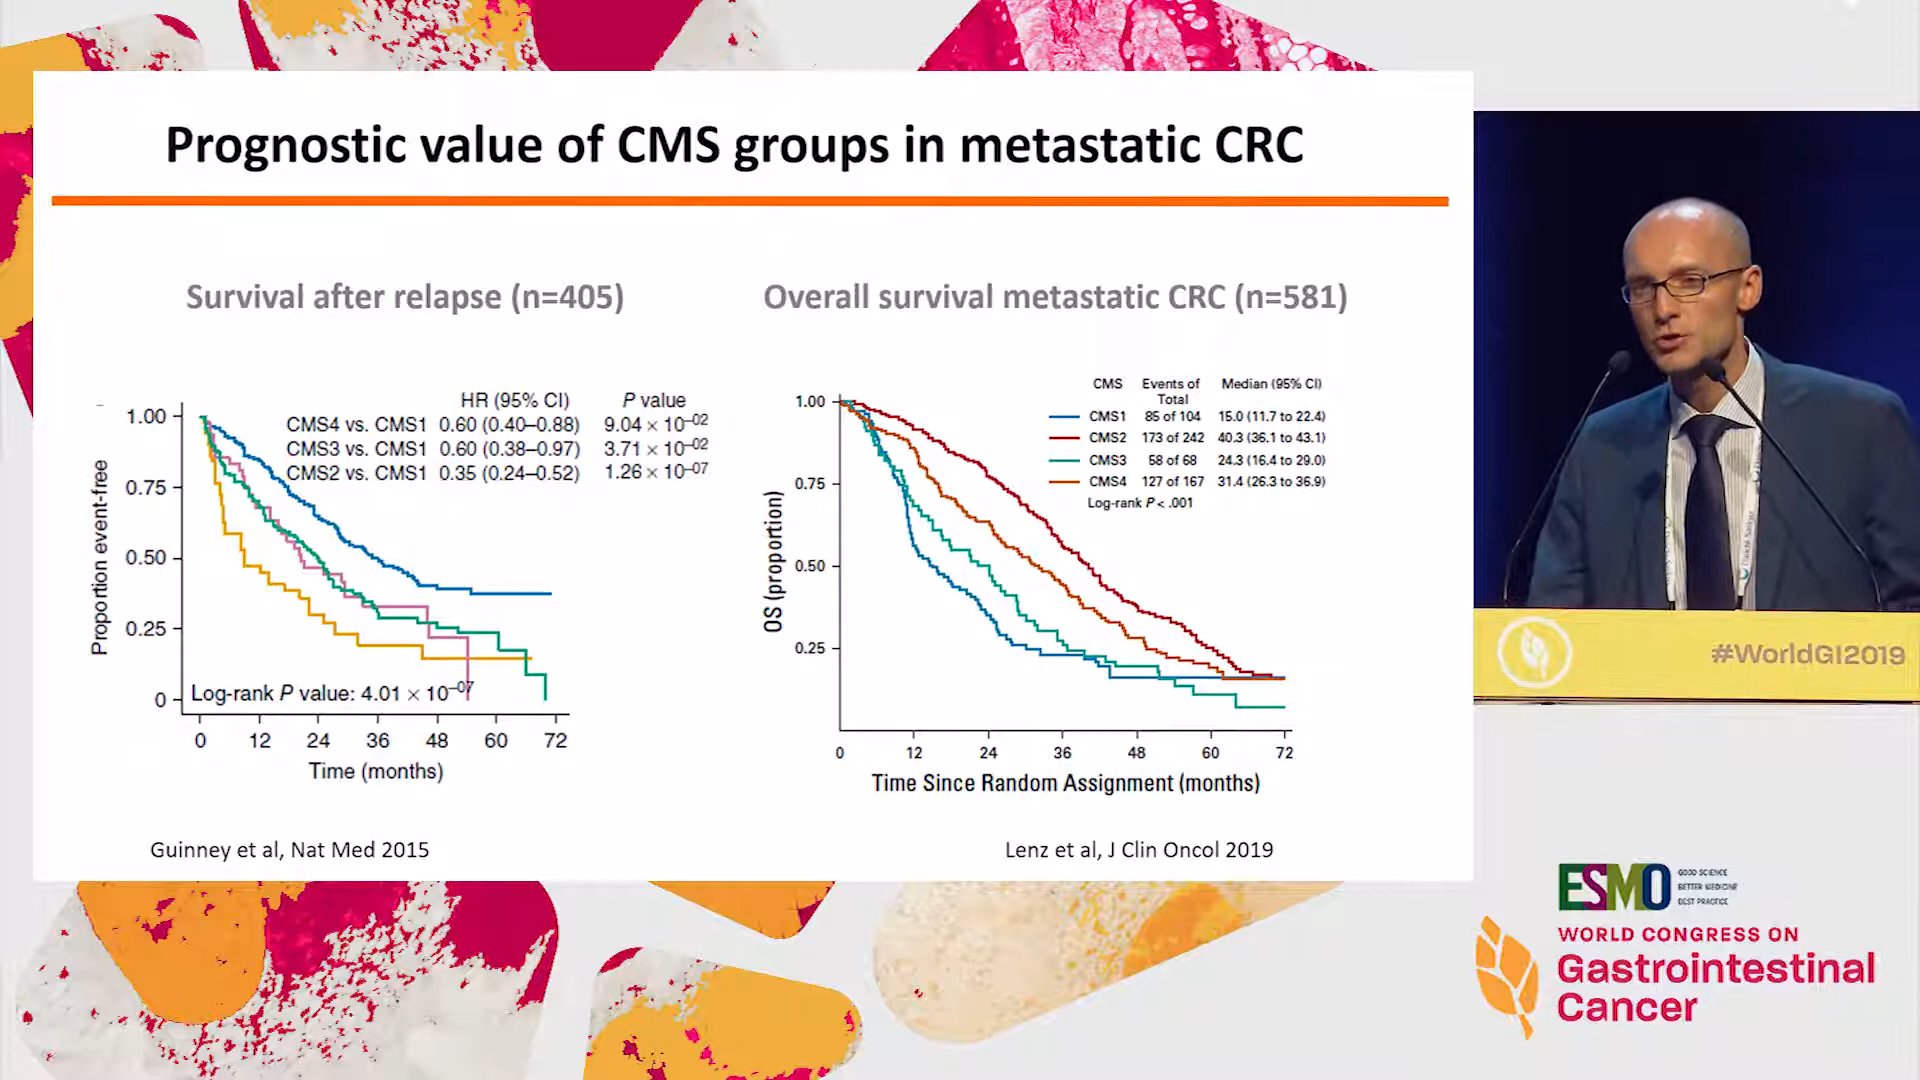 Prognostic value of CMS groups in metastatic CRC
Survival after relapse (n=405)
HR (95% CI) P value
CMS4 vs. CMS1 0.60 (0.40–0.88) 9.04 × 10–02
CMS3 vs. CMS1 0.60 (0.38–0.97) 3.71 × 10–02
CMS2 vs. CMS1 0.35 (0.24–0.52) 1.26 × 10–07
Proportion event-free
1.00
0.75
0.50
0.25
0
Log-rank P value: 4.01 × 10–07
0 12 24 36 48 60 72
Time (months)
Guinney et al, Nat Med 2015
Overall survival metastatic CRC (n=581)
CMS Events of Total Median (95% CI)
CMS1 85 of 104 15.0 (11.7 to 22.4)
CMS2 173 of 242 40.3 (36.1 to 43.1)
CMS3 58 of 68 24.3 (16.4 to 29.0)
CMS4 127 of 167 31.4 (26.3 to 36.9)
Log-rank P < .001
OS (proportion)
1.00
0.75
0.50
0.25
0 12 24 36 48 60 72
Time Since Random Assignment (months)
Lenz et al, J Clin Oncol 2019
#WorldGI2019
ESMO
GOOD SCIENCE
BETTER MEDICINE
BEST PRACTICE
WORLD CONGRESS ON
Gastrointestinal
Cancer